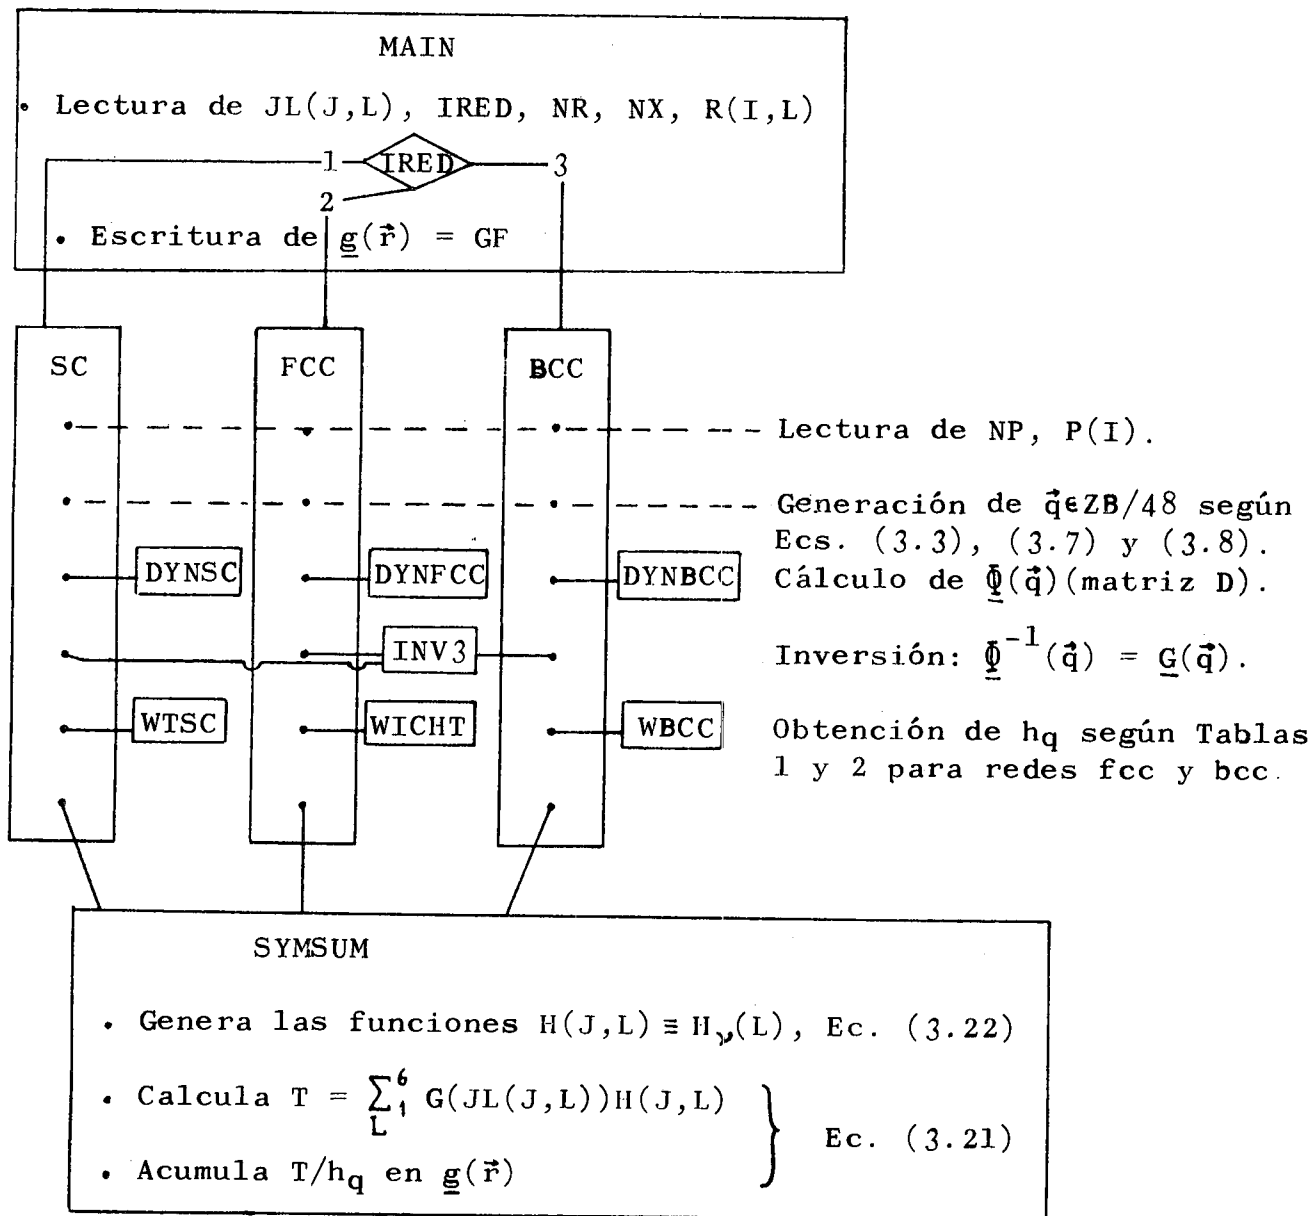 MAIN
• Lectura de JL(J,L), IRED, NR, NX, R(I,L)
1 IRED 3
2
• Escritura de g(r⃗) = GF
SC FCC BCC
Lectura de NP, P(I).
Generación de q⃗ϵZB/48 según
Ecs. (3.3), (3.7) y (3.8).
DYNSC DYNFCC DYNBCC Cálculo de Φ(q⃗)(matriz D).
INV3 Inversión: Φ⁻¹(q⃗) = G(q⃗).
WTSC WICHT WBCC Obtención de hq según Tablas
1 y 2 para redes fcc y bcc.
SYMSUM
• Genera las funciones H(J,L) ≡ Hᵥ(L), Ec. (3.22)
• Calcula T = Σ₁⁶ G(JL(J,L))H(J,L)
L
Ec. (3.21)
• Acumula T/hq en g(r⃗)